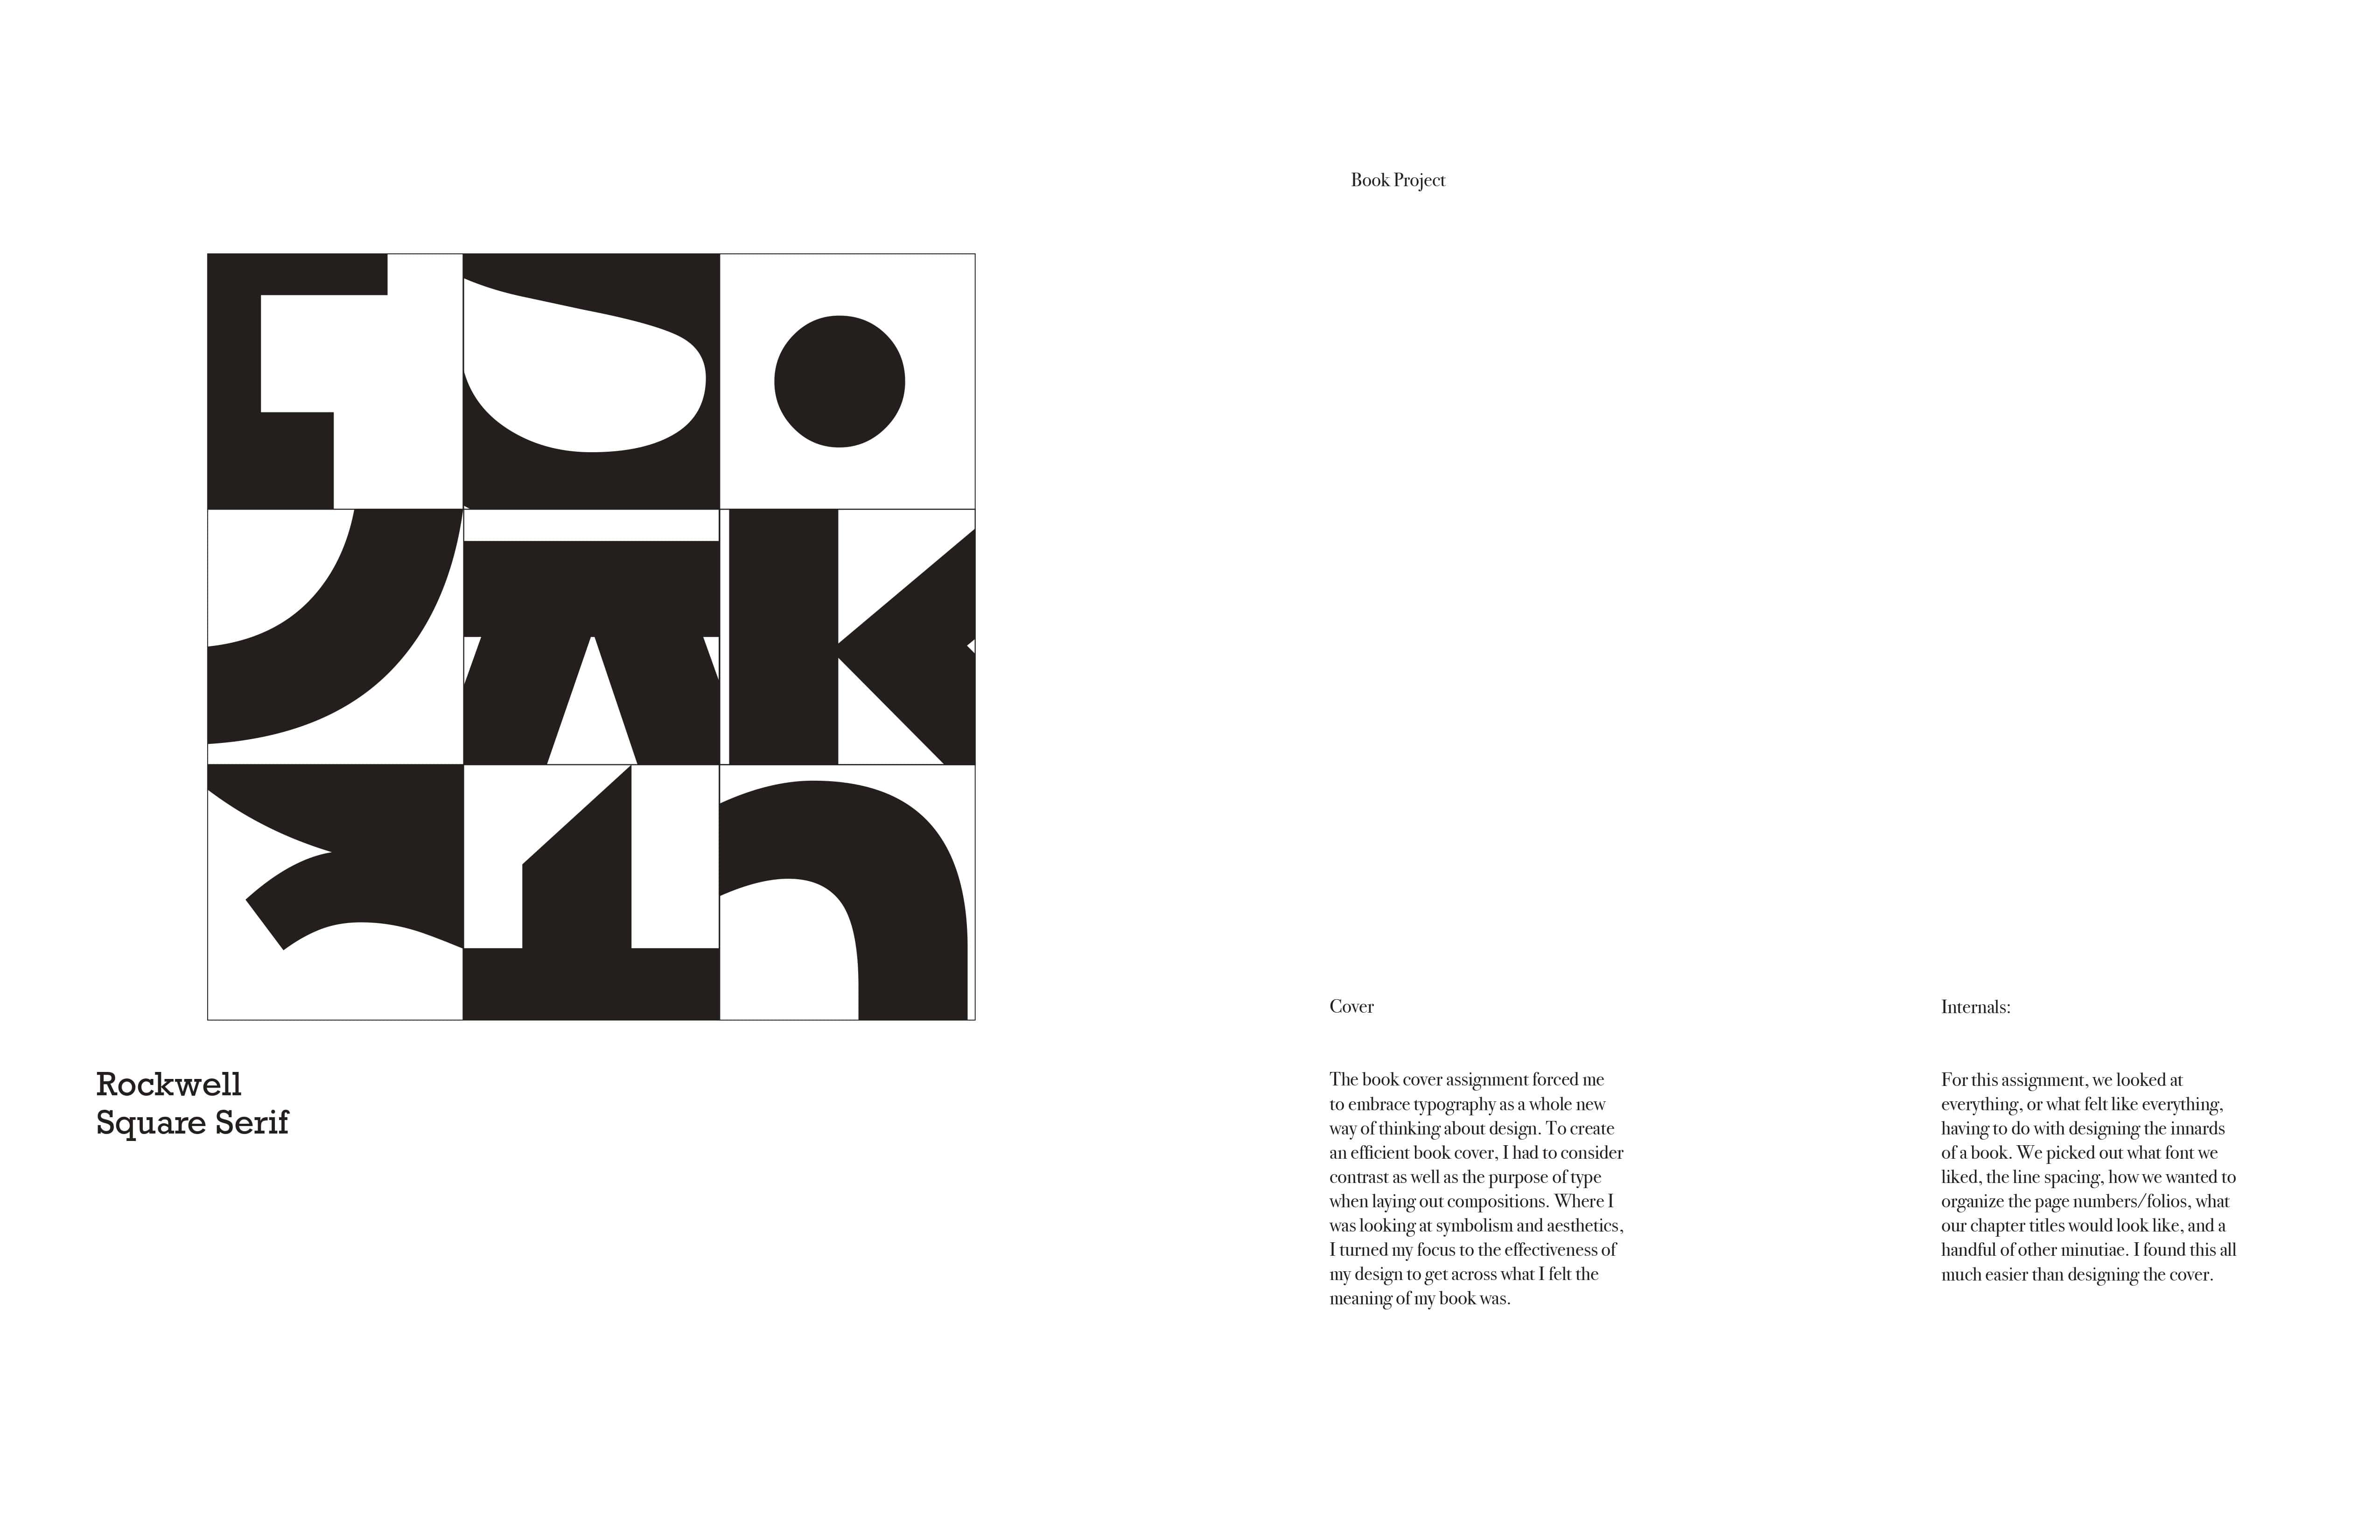 Rockwell
Square Serif
Book Project
Cover
The book cover assignment forced me
to embrace typography as a whole new
way of thinking about design. To create
an efficient book cover, I had to consider
contrast as well as the purpose of type
when laying out compositions. Where I
was looking at symbolism and aesthetics,
I turned my focus to the effectiveness of
my design to get across what I felt the
meaning of my book was.
Internals:
For this assignment, we looked at
everything, or what felt like everything,
having to do with designing the innards
of a book. We picked out what font we
liked, the line spacing, how we wanted to
organize the page numbers/folios, what
our chapter titles would look like, and a
handful of other minutiae. I found this all
much easier than designing the cover.